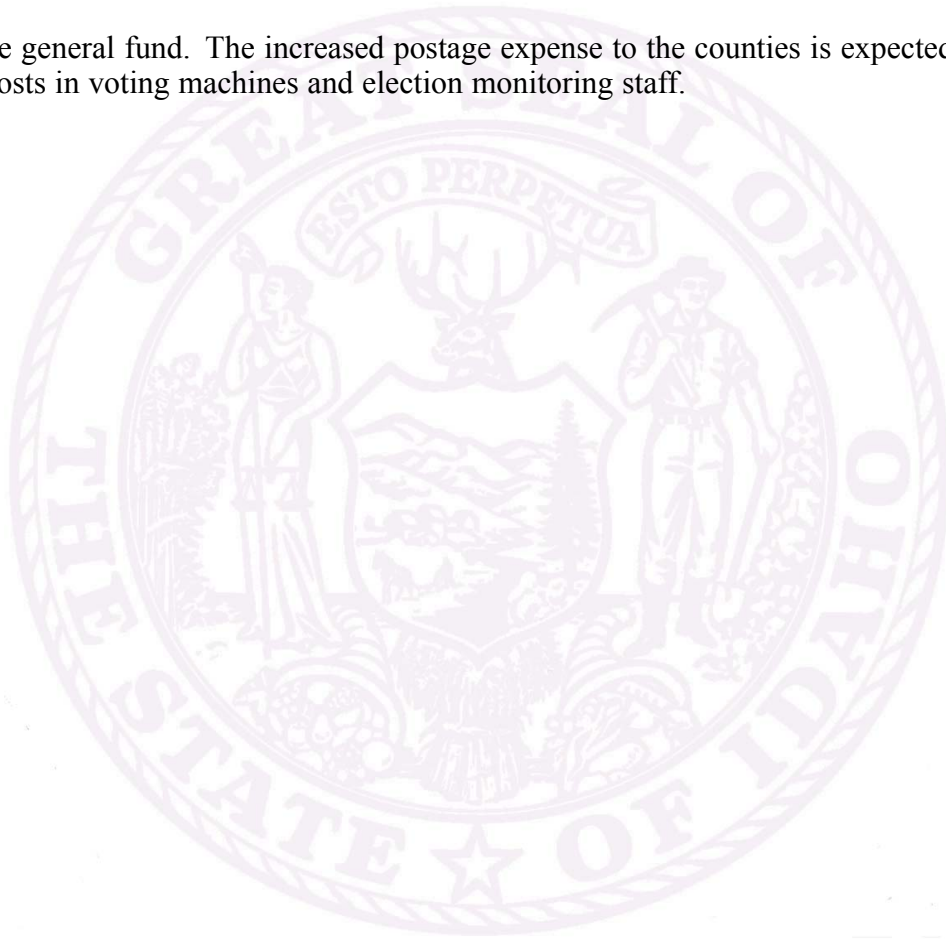 e general fund. The increased postage expense to the counties is expected
osts in voting machines and election monitoring staff.
GREAT SEAL OF
ESTO PERPETUA
THE STATE OF IDAHO